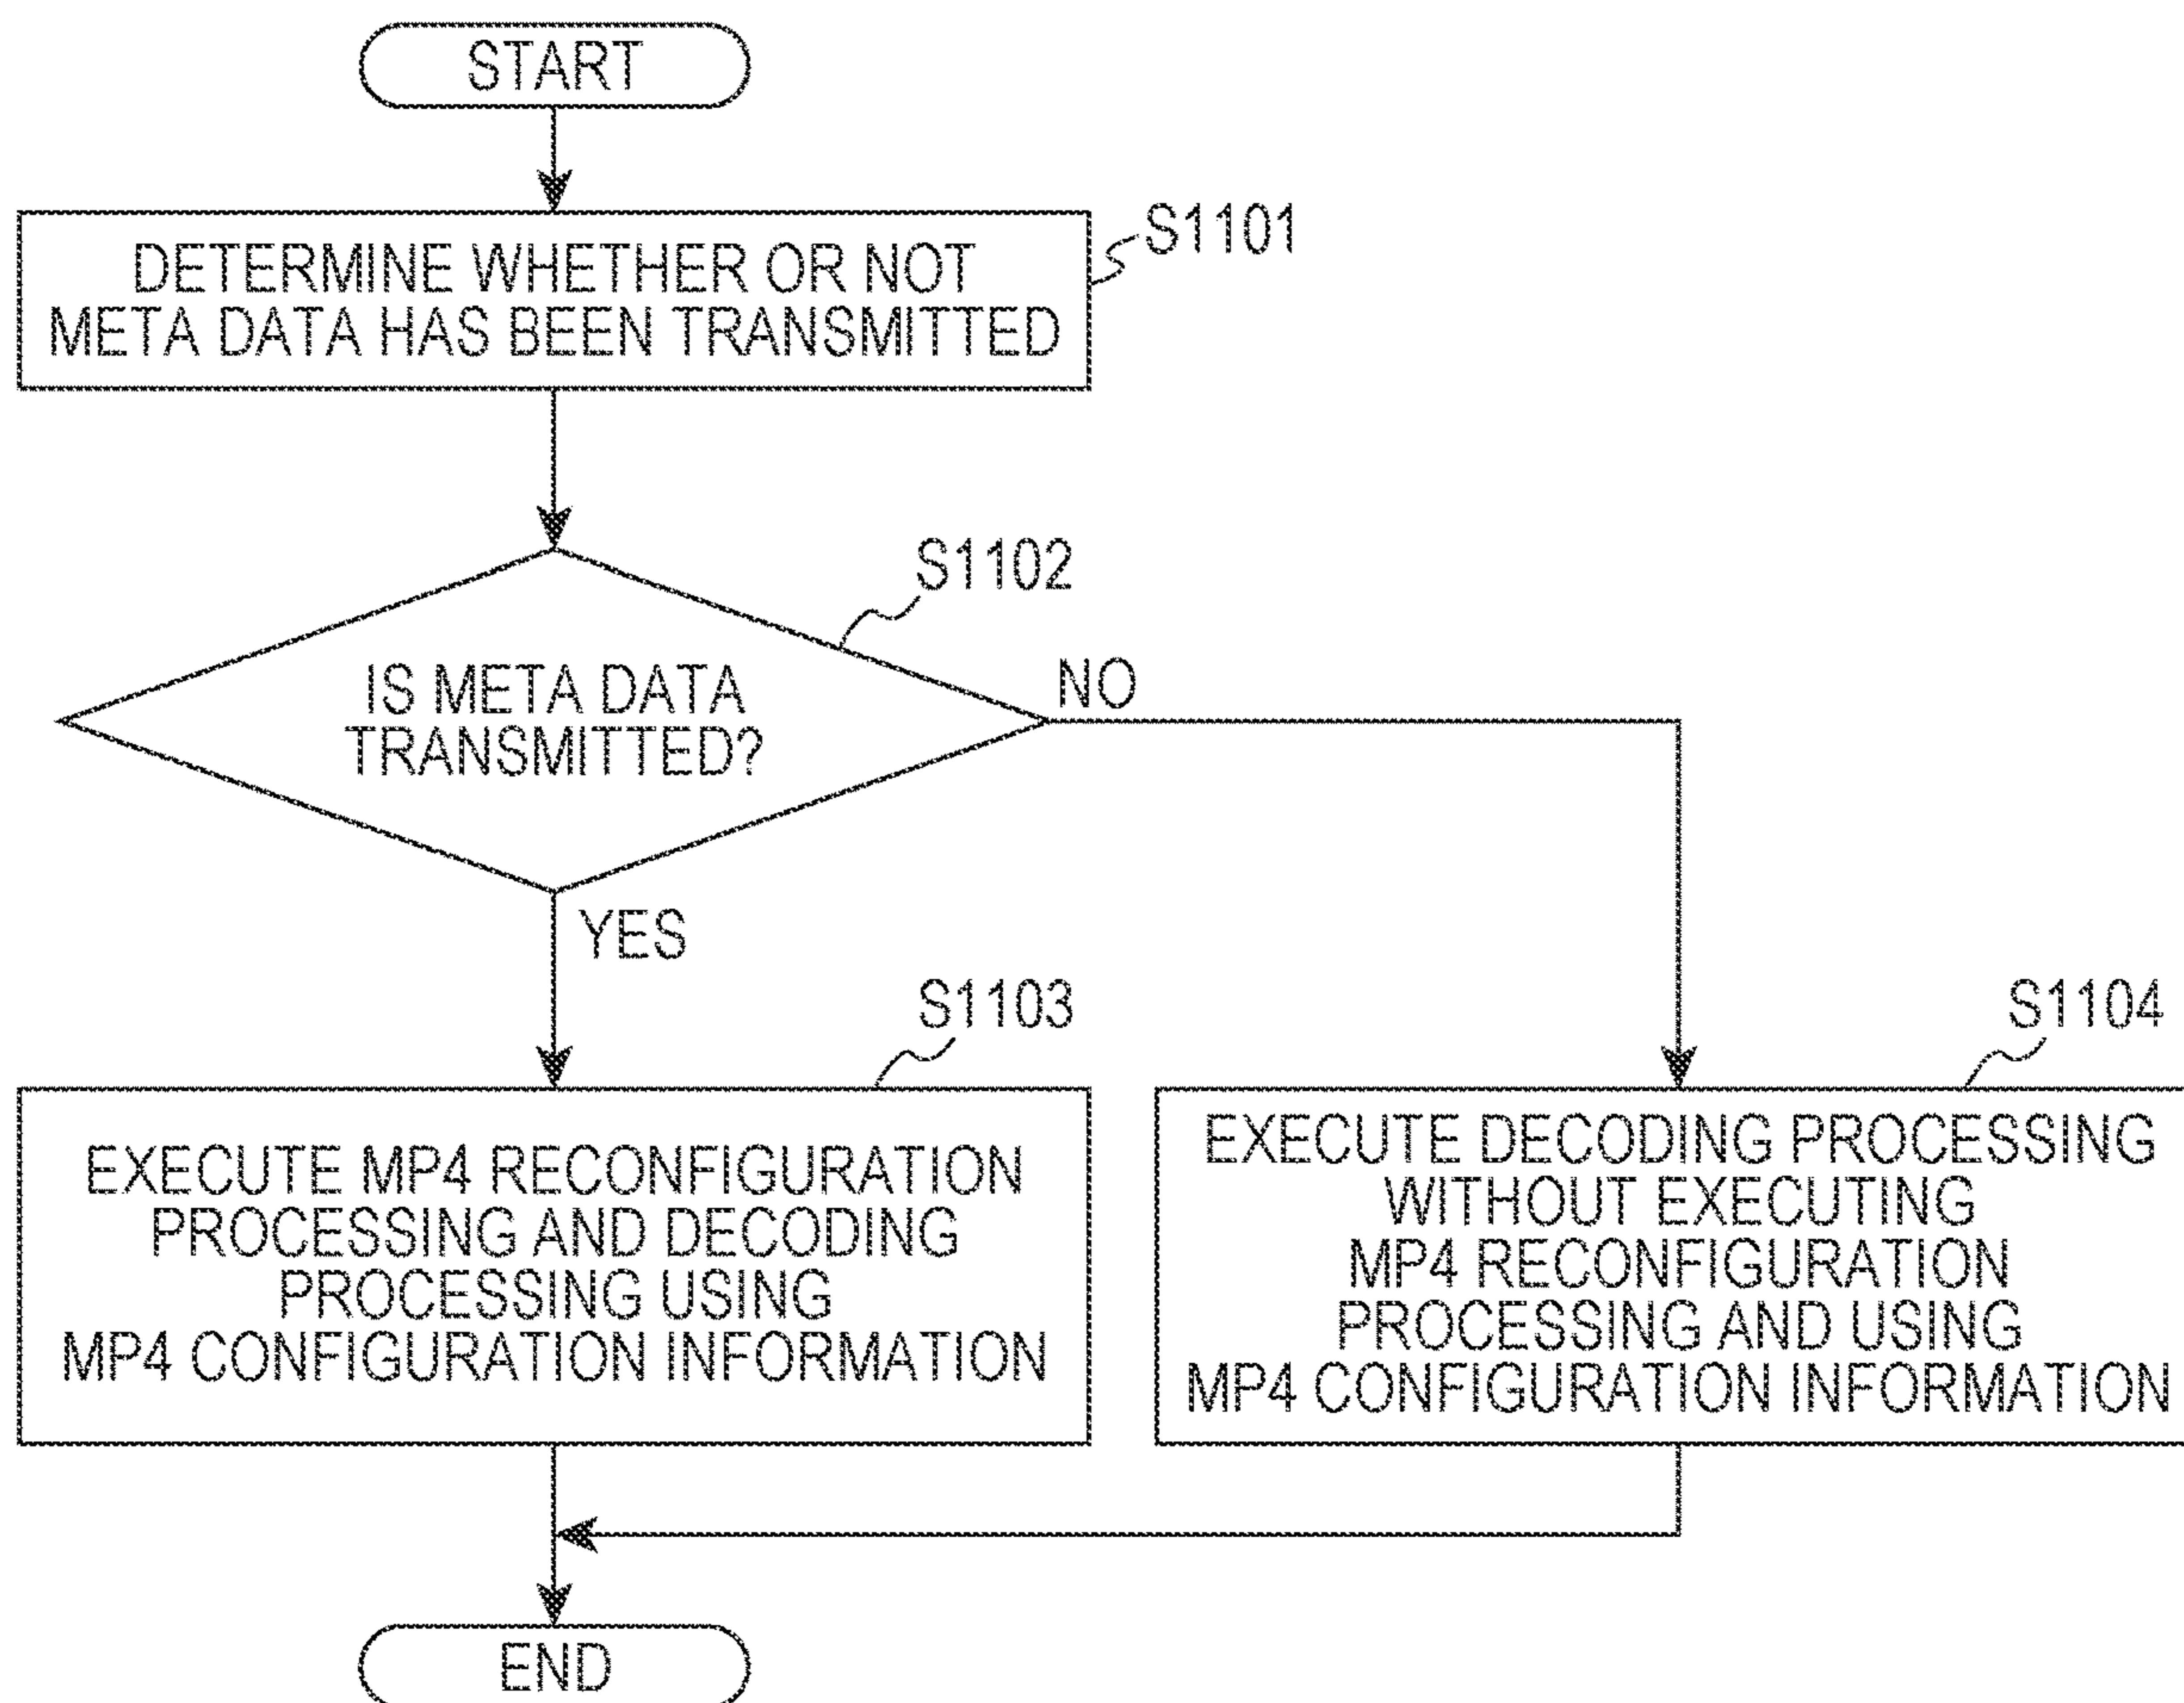 START
S1101
DETERMINE WHETHER OR NOT
META DATA HAS BEEN TRANSMITTED
S1102
IS META DATA
TRANSMITTED?
NO
YES
S1103
EXECUTE MP4 RECONFIGURATION
PROCESSING AND DECODING
PROCESSING USING
MP4 CONFIGURATION INFORMATION
S1104
EXECUTE DECODING PROCESSING
WITHOUT EXECUTING
MP4 RECONFIGURATION
PROCESSING AND USING
MP4 CONFIGURATION INFORMATION
END